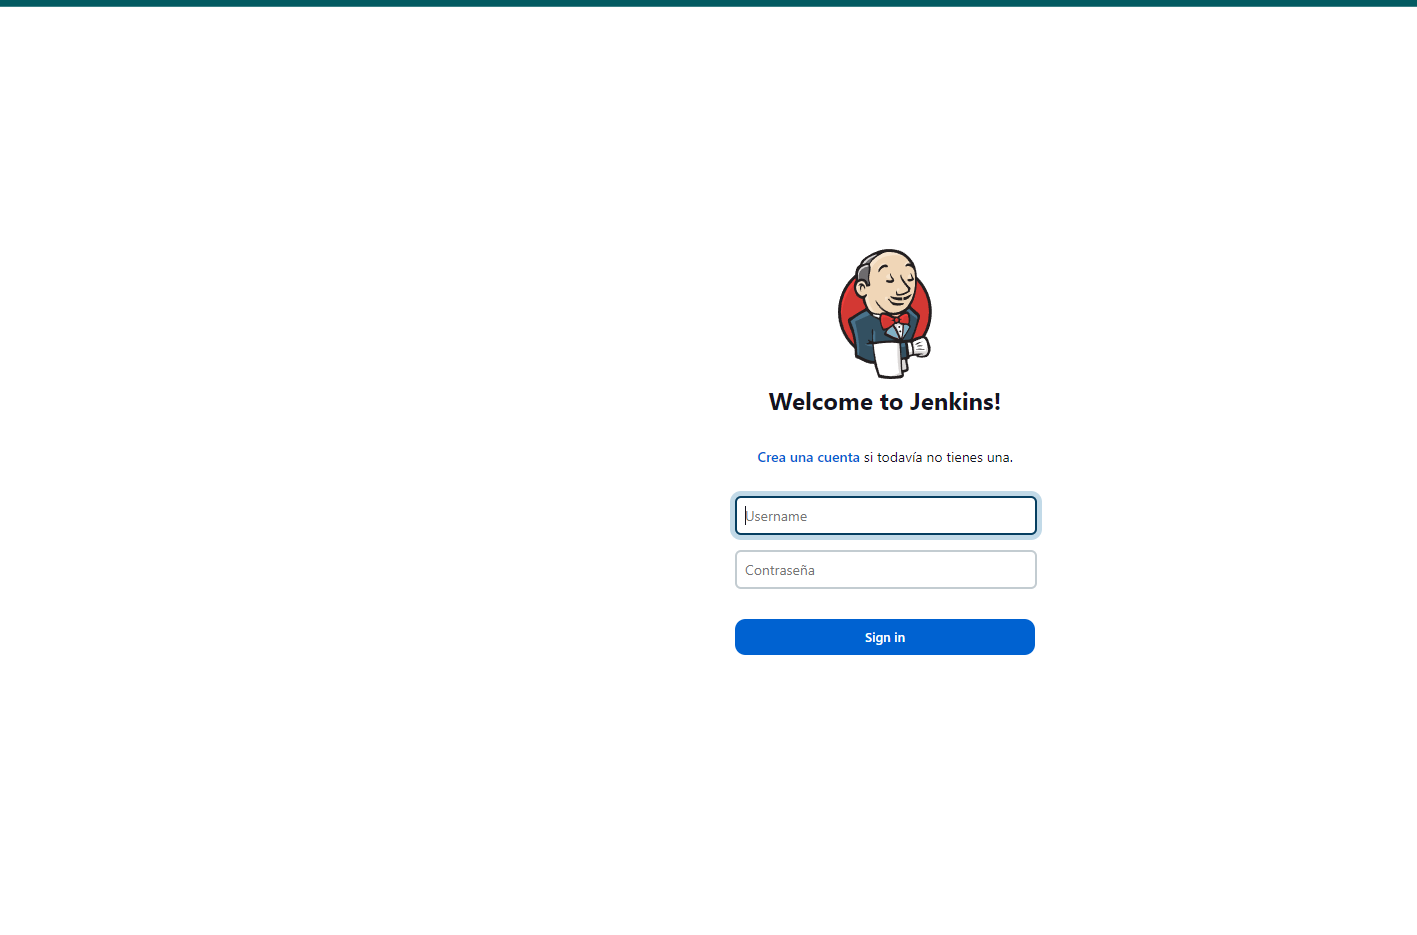 Welcome to Jenkins!
Crea una cuenta si todavía no tienes una.
Username
Contraseña
Sign in